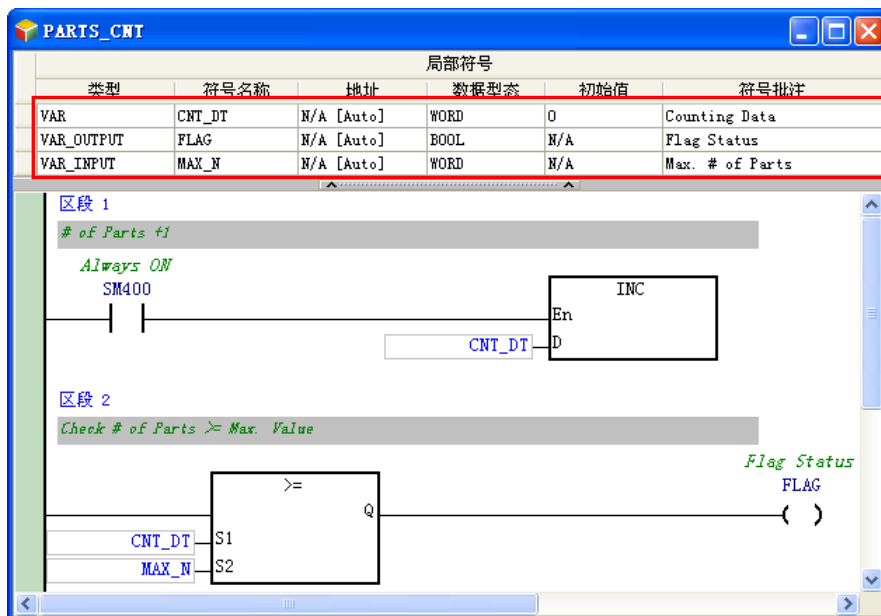 PARTS_CNT
局部符号
类型 符号名称 地址 数据型态 初始值 符号批注
VAR CNT_DT N/A [Auto] WORD 0 Counting Data
VAR_OUTPUT FLAG N/A [Auto] BOOL N/A Flag Status
VAR_INPUT MAX_N N/A [Auto] WORD N/A Max. # of Parts
区段 1
# of Parts +1
Always ON
SM400
INC
En
CNT_DT D
区段 2
Check # of Parts >= Max. Value
Flag Status
>= FLAG
Q
CNT_DT S1
MAX_N S2